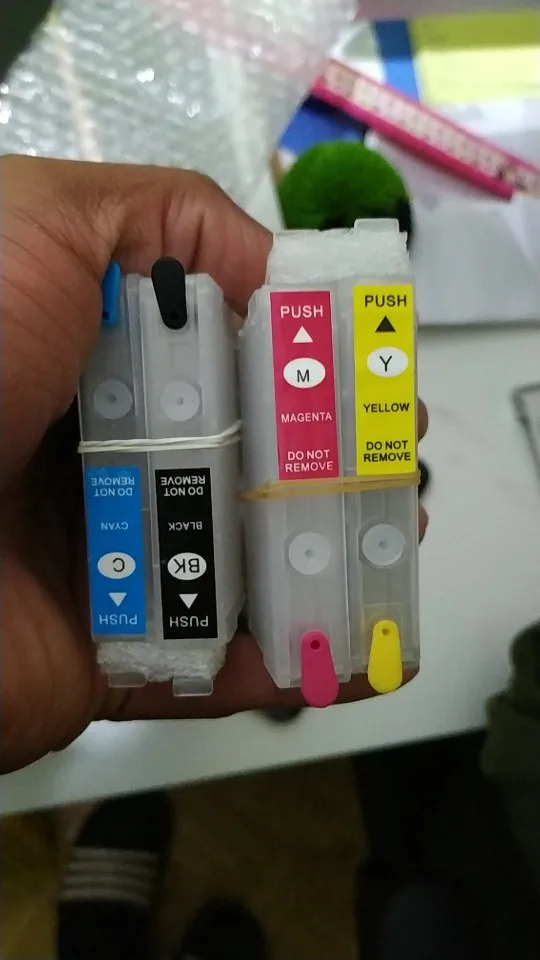 PUSH
M
MAGENTA
DO NOT
REMOVE
PUSH
Y
YELLOW
DO NOT
REMOVE
PUSH
C
CYAN
DO NOT
REMOVE
PUSH
BK
BLACK
DO NOT
REMOVE